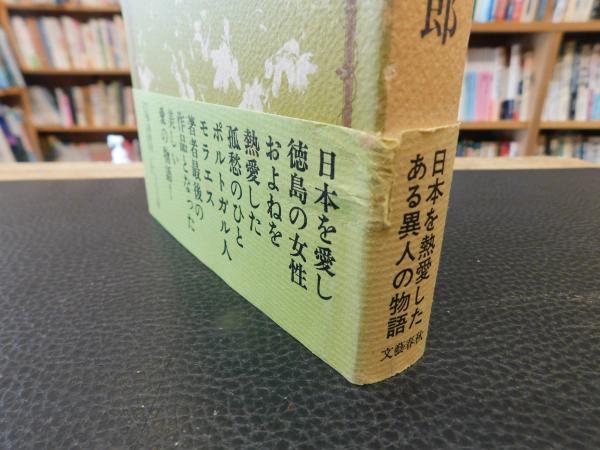 郎
日本を熱愛した
ある異人の物語
文藝春秋
日本を愛し
徳島の女性
およねを
熱愛した
孤愁のひと
ポルトガル人
モラエス
著者最後の
作品となった
美しい
愛の物語!